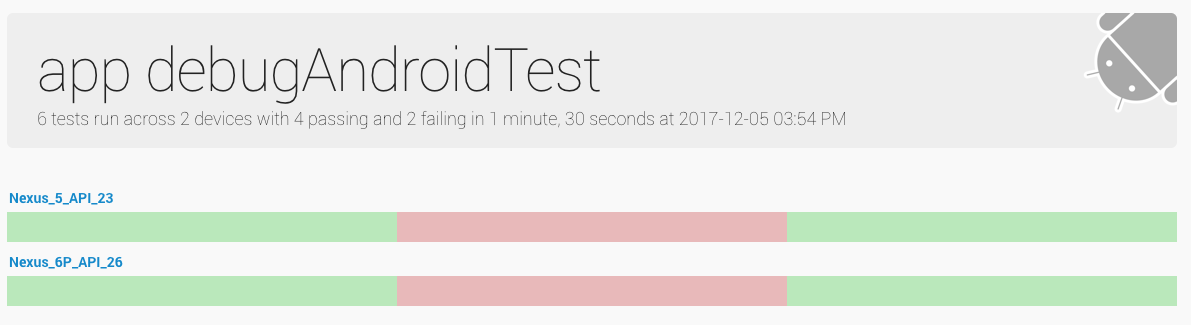 app debugAndroidTest
6 tests run across 2 devices with 4 passing and 2 failing in 1 minute, 30 seconds at 2017-12-05 03:54 PM
Nexus_5_API_23
Nexus_6P_API_26